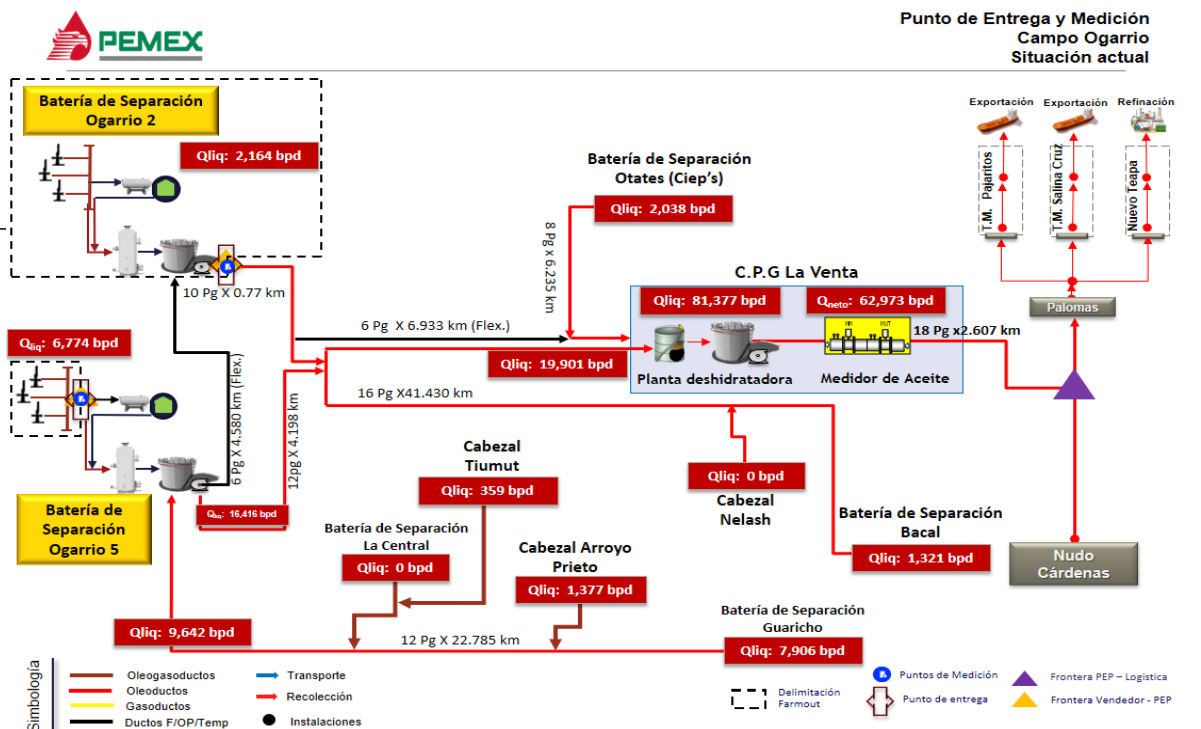 PEMEX
Punto de Entrega y Medición
Campo Ogarrio
Situación actual
Batería de Separación
Ogarrio 2
Qliq: 2,164 bpd
10 Pg X 0.77 km
Qliq: 6,774 bpd
6 Pg X 4.580 km (Flex.)
12pg X 4.198 km
Batería de
Separación
Ogarrio 5
16,416 bpd
Batería de Separación
Otates (Ciep's)
Qliq: 2,038 bpd
8 Pg x 6.235 km
6 Pg X 6.933 km (Flex.)
Qliq: 19,901 bpd
16 Pg X41.430 km
C.P.G La Venta
Qliq: 81,377 bpd
Qneto: 62,973 bpd
Planta deshidratadora
Medidor de Aceite
18 Pg x2.607 km
Exportación
Exportación
Refinación
T.M. Pajaritos
T.M. Salina Cruz
Nuevo Teapa
Palomas
Nudo
Cárdenas
Cabezal
Tiumut
Qliq: 359 bpd
Batería de Separación
La Central
Qliq: 0 bpd
Cabezal Arroyo
Prieto
Qliq: 1,377 bpd
Qliq: 0 bpd
Cabezal
Nelash
Batería de Separación
Bacal
Qliq: 1,321 bpd
Batería de Separación
Guaricho
Qliq: 7,906 bpd
12 Pg X 22.785 km
Qliq: 9,642 bpd
Simbología
Oleogasoductos
Oleoductos
Gasoductos
Ductos F/OP/Temp
Transporte
Recolección
Instalaciones
Delimitación
Farmout
Puntos de Medición
Punto de entrega
Frontera PEP – Logistica
Frontera Vendedor - PEP